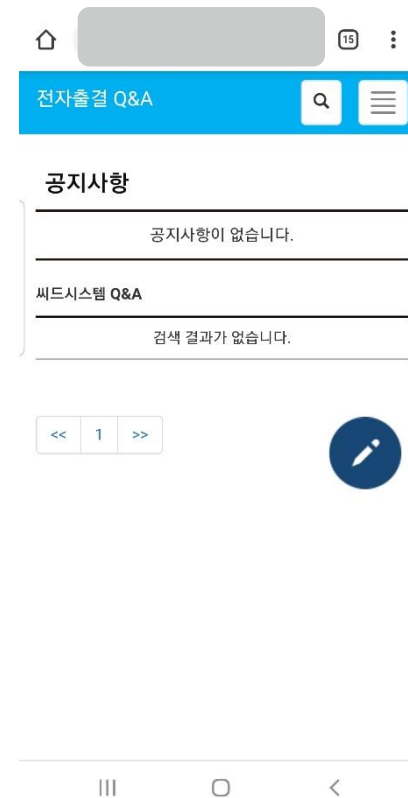 15
전자출결 Q&A
공지사항
공지사항이 없습니다.
씨드시스템 Q&A
검색 결과가 없습니다.
<< 1 >>